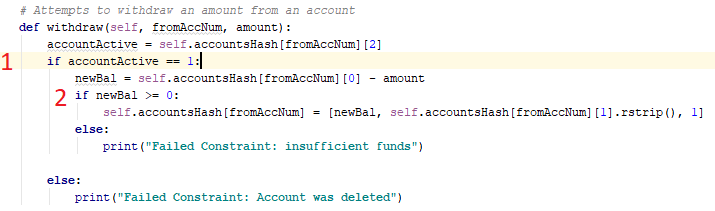 # Attempts to withdraw an amount from an account
def withdraw(self, fromAccNum, amount):
accountActive = self.accountsHash[fromAccNum][2]
1 if accountActive == 1:
newBal = self.accountsHash[fromAccNum][0] - amount
2 if newBal >= 0:
self.accountsHash[fromAccNum] = [newBal, self.accountsHash[fromAccNum][1].rstrip(), 1]
else:
print("Failed Constraint: insufficient funds")
else:
print("Failed Constraint: Account was deleted")